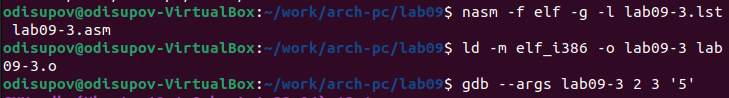 odisupov@odisupov-VirtualBox:~/work/arch-pc/lab09$ nasm -f elf -g -l lab09-3.lst
 lab09-3.asm
odisupov@odisupov-VirtualBox:~/work/arch-pc/lab09$ ld -m elf_i386 -o lab09-3 lab
09-3.o
odisupov@odisupov-VirtualBox:~/work/arch-pc/lab09$ gdb --args lab09-3 2 3 '5'